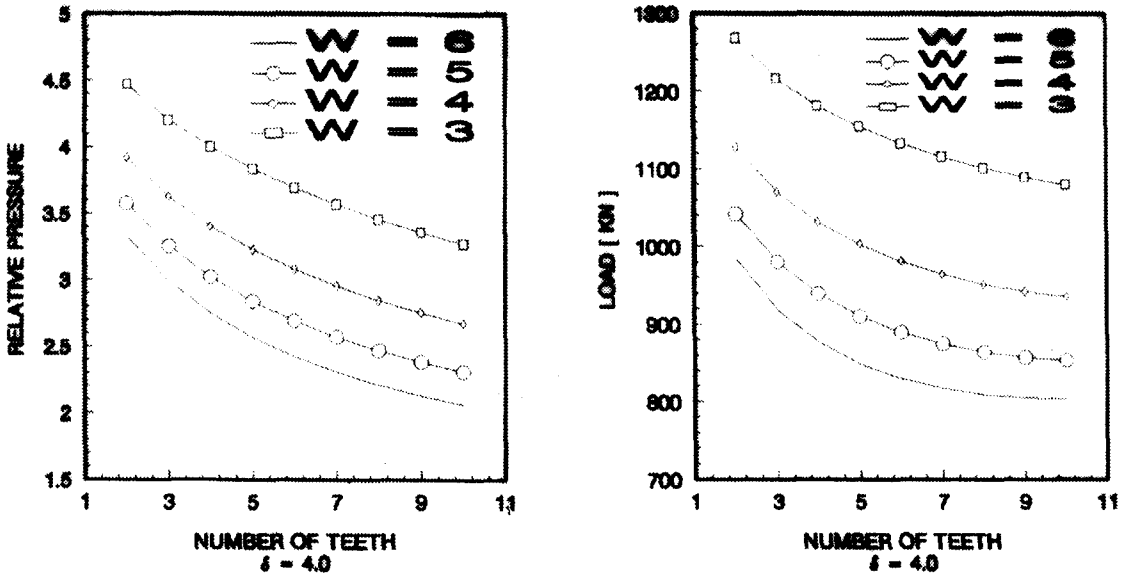 5
4.5
4
3.5
3
2.5
2
1.5
RELATIVE PRESSURE
W = 6
W = 5
W = 4
W = 3
1 3 5 7 9 11
NUMBER OF TEETH
δ = 4.0
1300
1200
1100
1000
900
800
700
LOAD [ KN ]
W = 6
W = 5
W = 4
W = 3
1 3 5 7 9 11
NUMBER OF TEETH
δ = 4.0